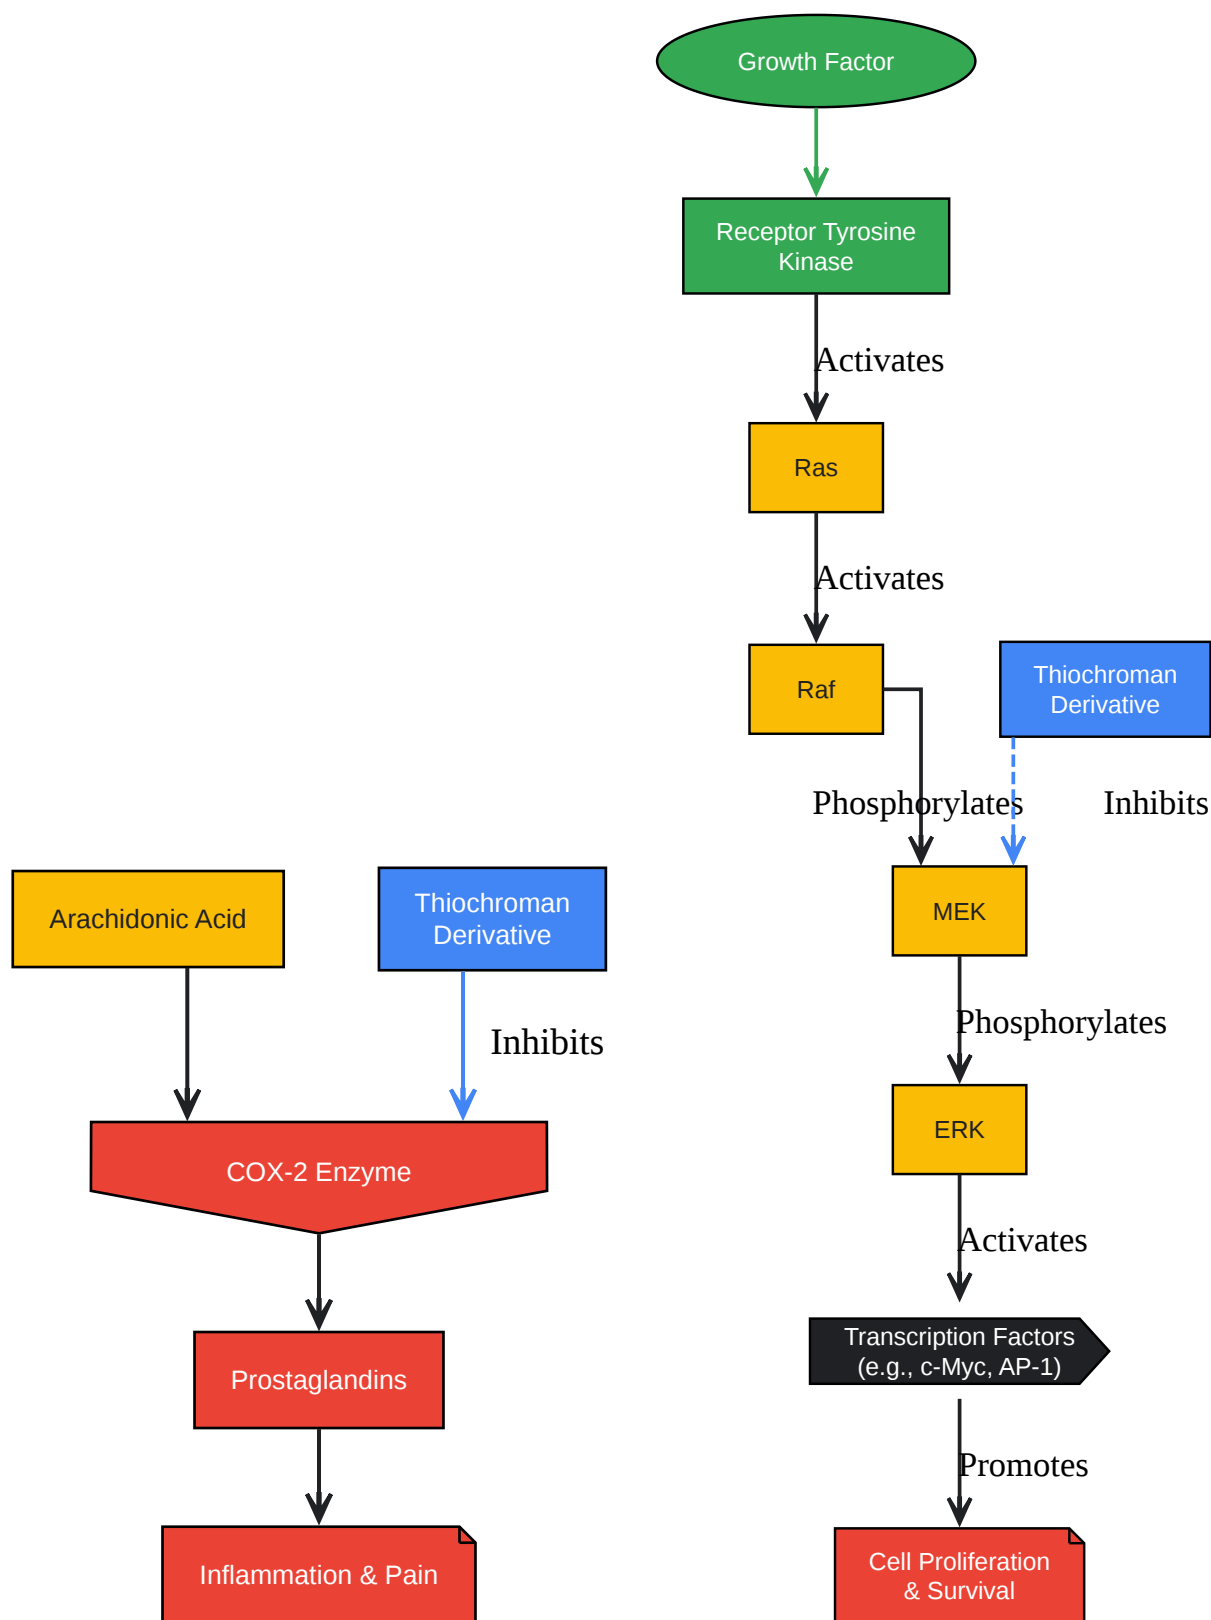 Growth Factor
Receptor Tyrosine
Kinase
Activates
Ras
Activates
Raf
Thiochroman
Derivative
Phosphorylates
Inhibits
MEK
Phosphorylates
ERK
Activates
Transcription Factors
(e.g., c-Myc, AP-1)
Promotes
Cell Proliferation
& Survival
Arachidonic Acid
Thiochroman
Derivative
Inhibits
COX-2 Enzyme
Prostaglandins
Inflammation & Pain